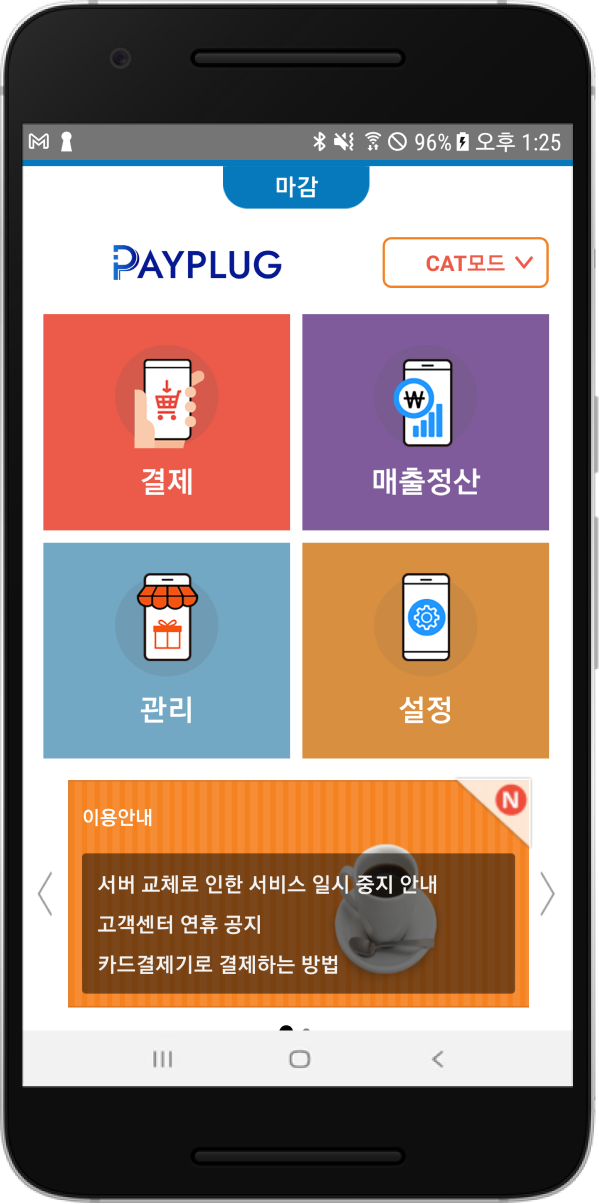 96% 오후 1:25
마감
PAYPLUG
CAT모드
결제
매출정산
관리
설정
N
이용안내
서버 교체로 인한 서비스 일시 중지 안내
고객센터 연휴 공지
카드결제기로 결제하는 방법